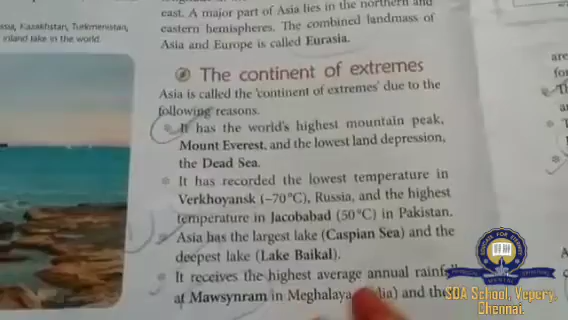 east. A major part of Asia lies in the northern and
eastern hemispheres. The combined landmass of
Asia and Europe is called Eurasia.
Kazakhstan, Turkmenistan,
inland lake in the world.
The continent of extremes
Asia is called the 'continent of extremes' due to the
following reasons.
It has the world's highest mountain peak,
Mount Everest, and the lowest land depression,
the Dead Sea.
It has recorded the lowest temperature in
Verkhoyansk (−70°C), Russia, and the highest
temperature in Jacobabad (50°C) in Pakistan.
Asia has the largest lake (Caspian Sea) and the
deepest lake (Lake Baikal).
It receives the highest average annual
at Mawsynram in Meghalaya and the
SDA School, Vepery,
Chennai.